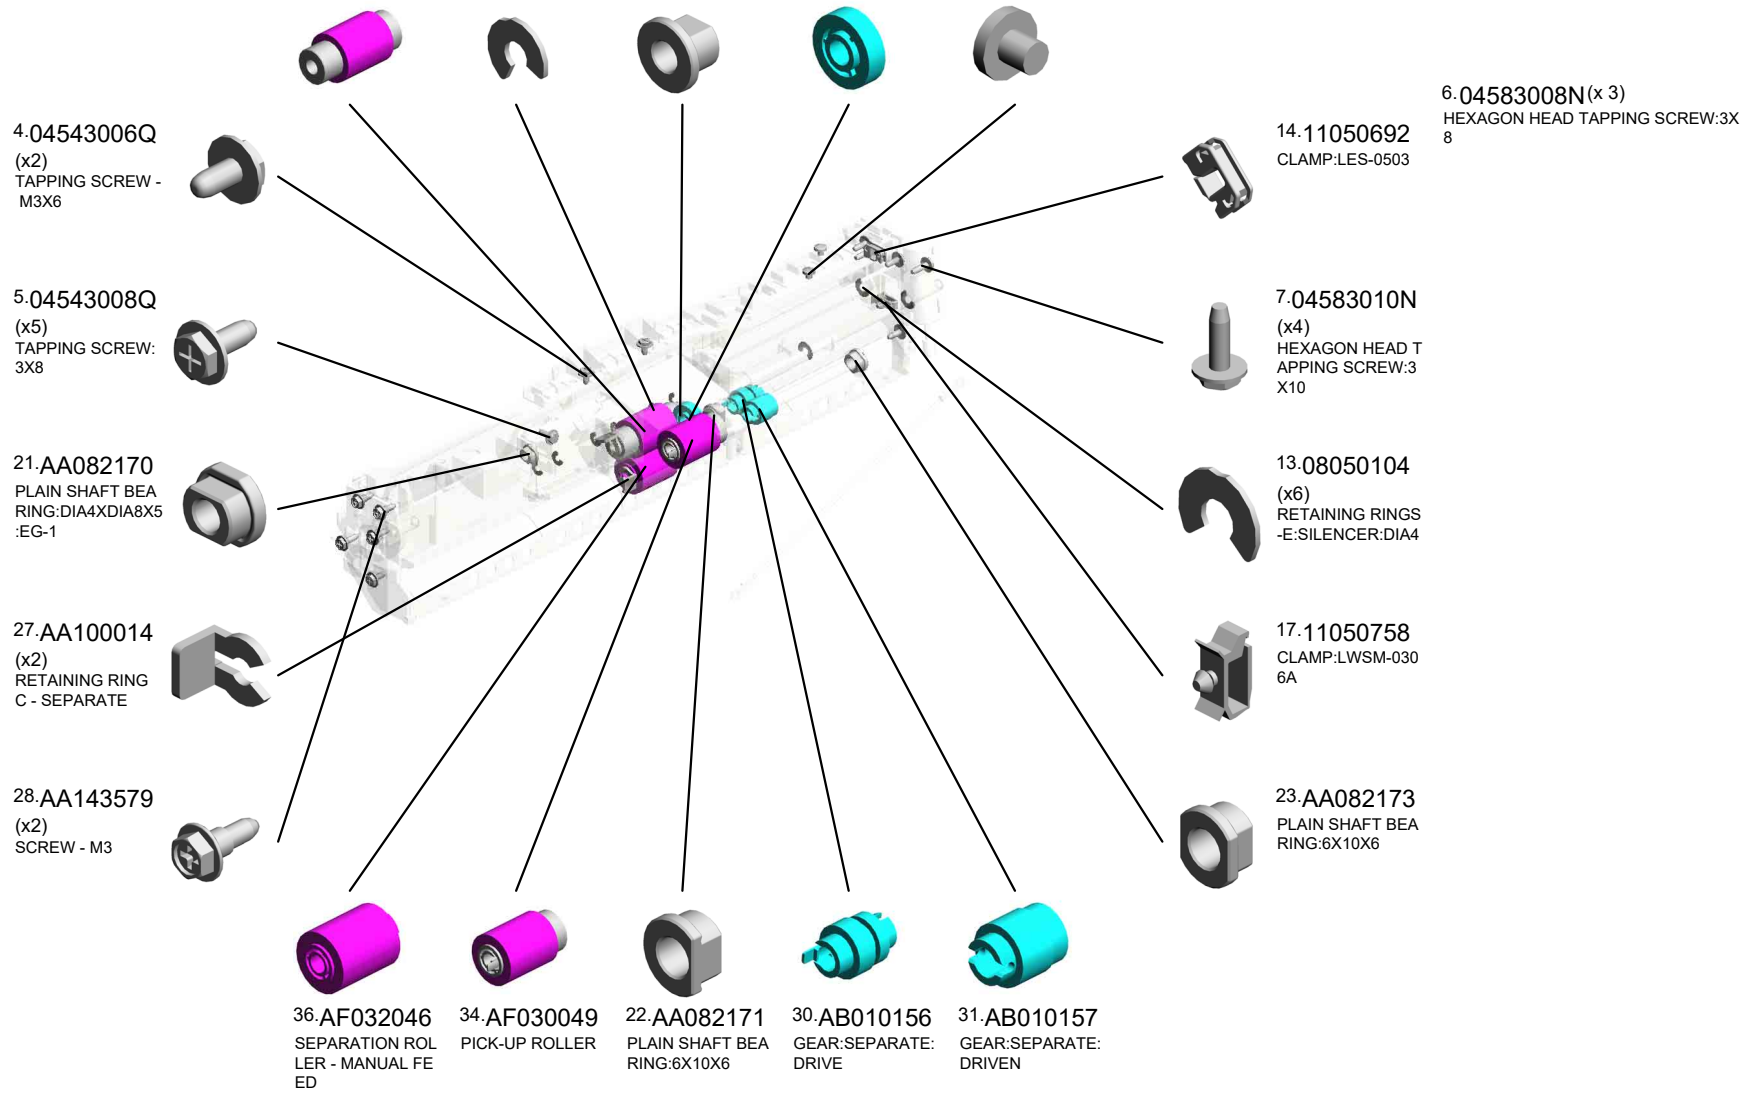 4.04543006Q
(x2)
TAPPING SCREW -
M3X6
5.04543008Q
(x5)
TAPPING SCREW:
3X8
21.AA082170
PLAIN SHAFT BEA
RING:DIA4XDIA8X5
:EG-1
27.AA100014
(x2)
RETAINING RING
C - SEPARATE
28.AA143579
(x2)
SCREW - M3
36.AF032046
SEPARATION ROL
LER - MANUAL FE
ED
34.AF030049
PICK-UP ROLLER
22.AA082171
PLAIN SHAFT BEA
RING:6X10X6
30.AB010156
GEAR:SEPARATE:
DRIVE
31.AB010157
GEAR:SEPARATE:
DRIVEN
14.11050692
CLAMP:LES-0503
7.04583010N
(x4)
HEXAGON HEAD T
APPING SCREW:3
X10
13.08050104
(x6)
RETAINING RINGS
-E:SILENCER:DIA4
17.11050758
CLAMP:LWSM-030
6A
23.AA082173
PLAIN SHAFT BEA
RING:6X10X6
6.04583008N(x 3)
HEXAGON HEAD TAPPING SCREW:3X
8